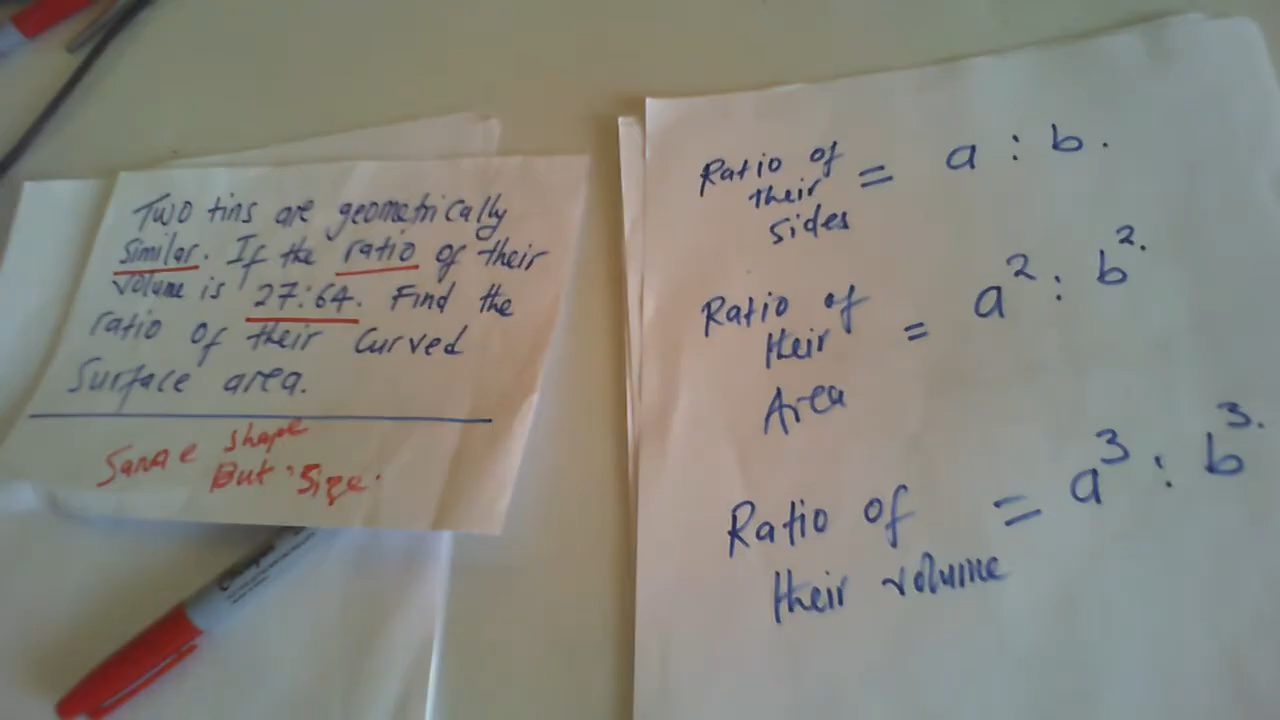 Two tins are geometrically
similar. If the ratio of their
volume is 27:64. Find the
ratio of their Curved
Surface area.
Same shape
But Size.
Ratio of
their
sides
= a : b.
Ratio of
their
Area
= a² : b².
Ratio of
their volume
= a³ : b³.